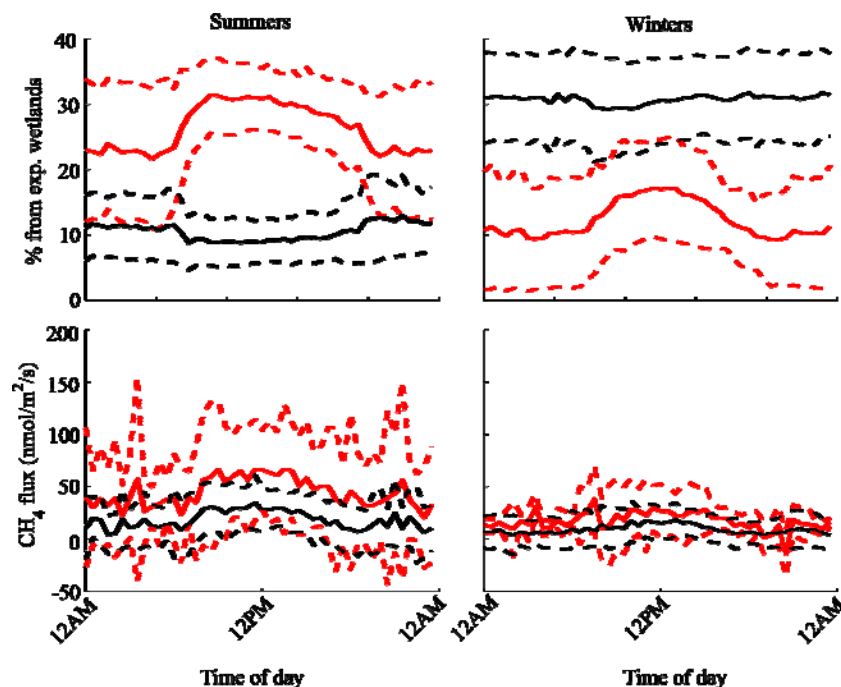 Summers
Winters
% from exp. wetlands
40
30
20
10
0
CH4 flux (nmol/m²/s)
200
150
100
50
0
-50
12AM
12PM
12AM
12AM
12PM
12AM
Time of day
Time of day